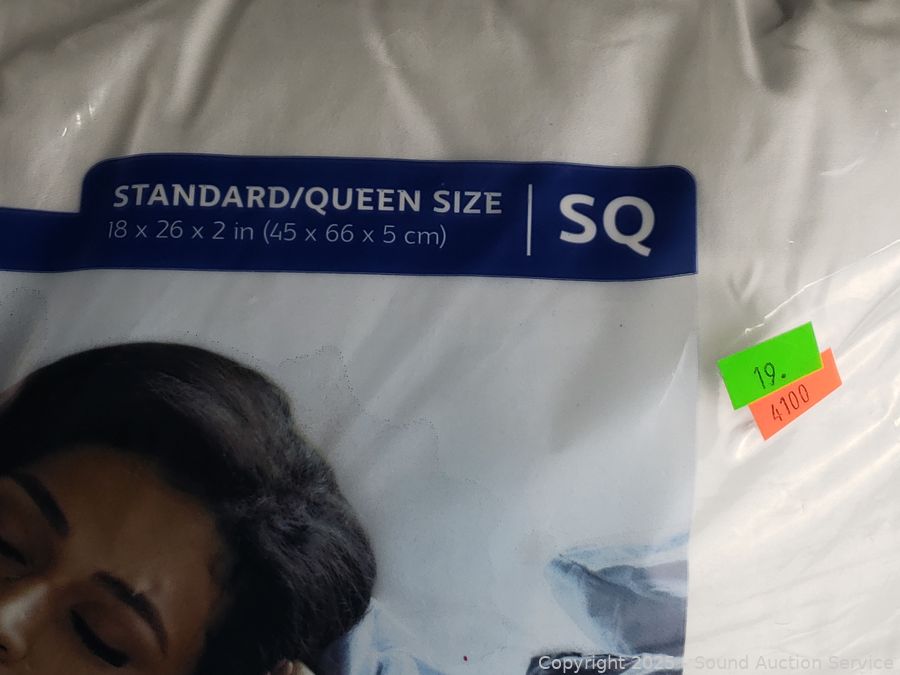 STANDARD/QUEEN SIZE
18 x 26 x 2 in (45 x 66 x 5 cm)
SQ
19.
4100
Copyright 2025 Sound Auction Service